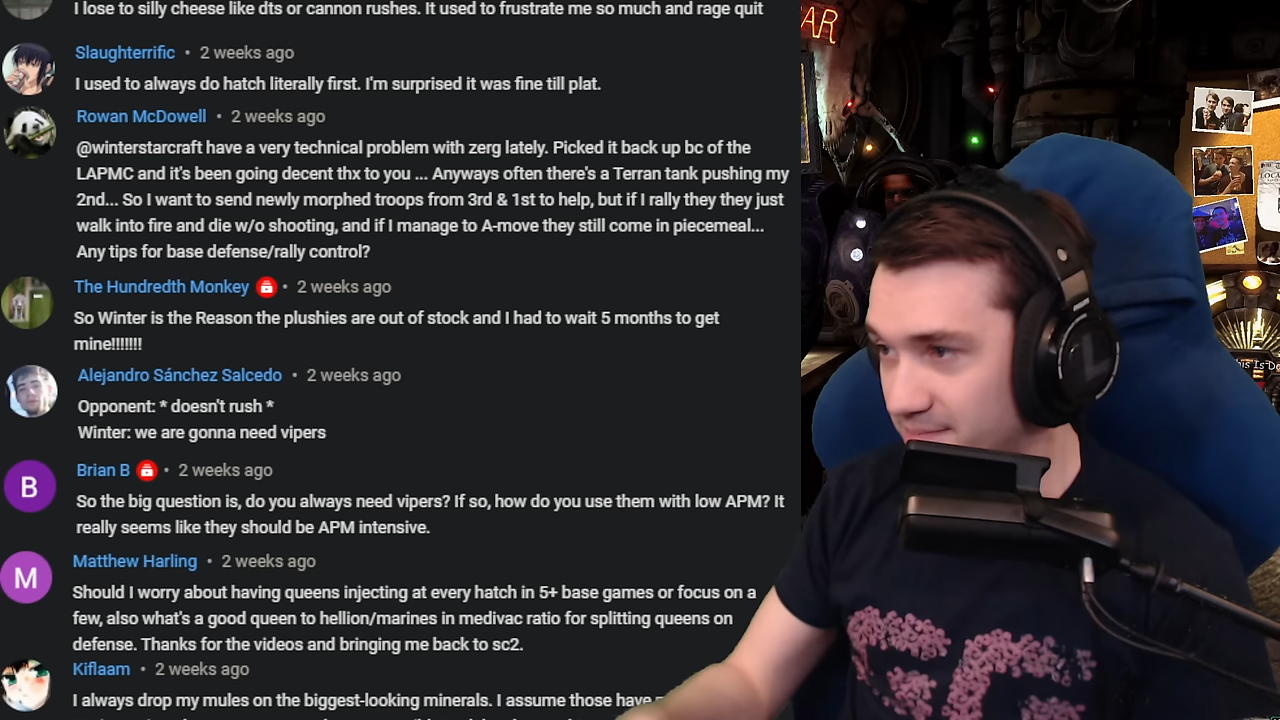 I lose to silly cheese like dts or cannon rushes. It used to frustrate me so much and rage quit
Slaughterrific • 2 weeks ago
I used to always do hatch literally first. I'm surprised it was fine till plat.
Rowan McDowell • 2 weeks ago
@winterstarcraft have a very technical problem with zerg lately. Picked it back up bc of the
LAPMC and it's been going decent thx to you ... Anyways often there's a Terran tank pushing my
2nd... So I want to send newly morphed troops from 3rd & 1st to help, but if I rally they they just
walk into fire and die w/o shooting, and if I manage to A-move they still come in piecemeal...
Any tips for base defense/rally control?
The Hundredth Monkey • 2 weeks ago
So Winter is the Reason the plushies are out of stock and I had to wait 5 months to get
mine!!!!!!!
Alejandro Sánchez Salcedo • 2 weeks ago
Opponent: * doesn't rush *
Winter: we are gonna need vipers
B
Brian B • 2 weeks ago
So the big question is, do you always need vipers? If so, how do you use them with low APM? It
really seems like they should be APM intensive.
M
Matthew Harling • 2 weeks ago
Should I worry about having queens injecting at every hatch in 5+ base games or focus on a
few, also what's a good queen to hellion/marines in medivac ratio for splitting queens on
defense. Thanks for the videos and bringing me back to sc2.
Kiflaam • 2 weeks ago
I always drop my mules on the biggest-looking minerals. I assume those have
AR